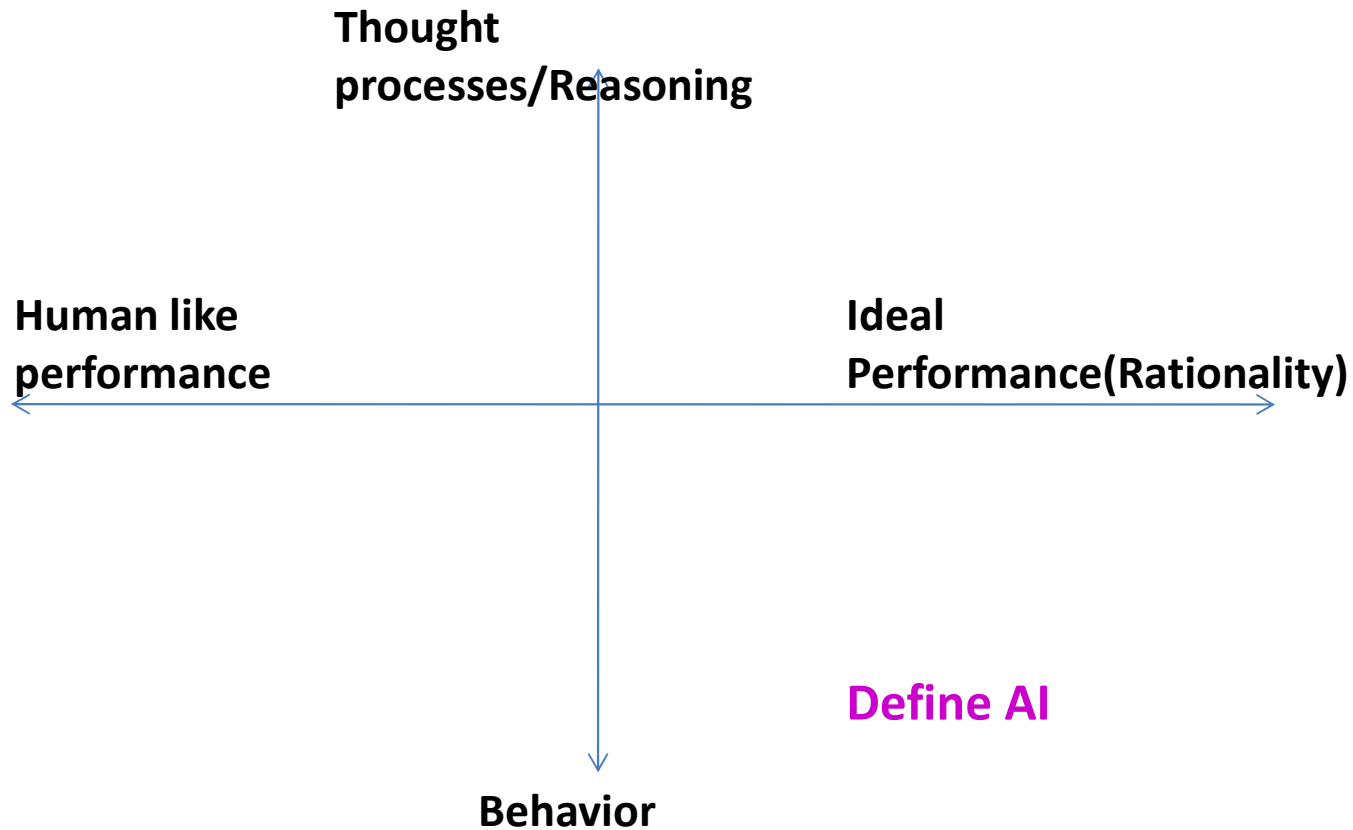 Thought
processes/Reasoning
Human like
performance
Ideal
Performance(Rationality)
Define AI
Behavior